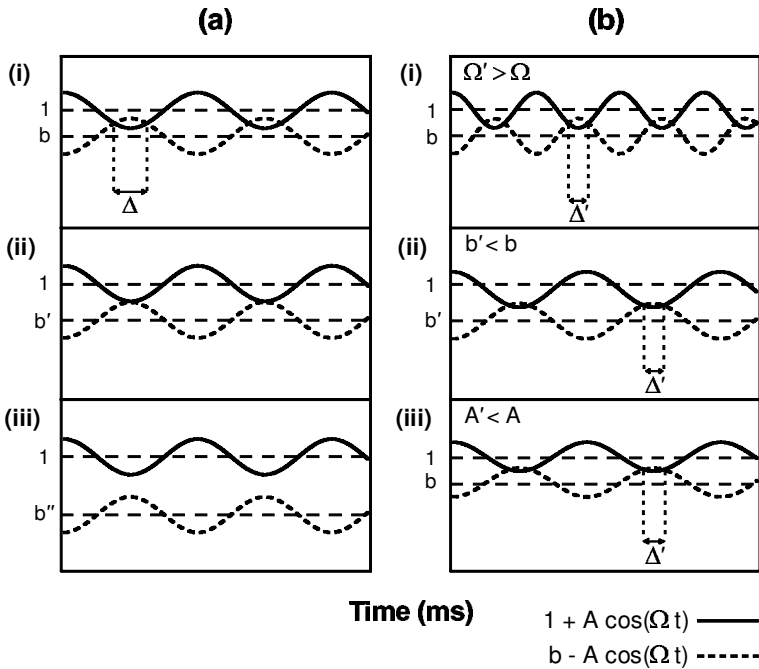 (a)
(b)
(i)
1
b
Δ
(ii)
1
b′
(iii)
1
b″
(i)
Ω′ > Ω
1
b
Δ′
(ii)
b′ < b
1
b′
Δ′
(iii)
A′ < A
1
b
Δ′
Time (ms)
1 + A cos(Ω t)
b - A cos(Ω t)